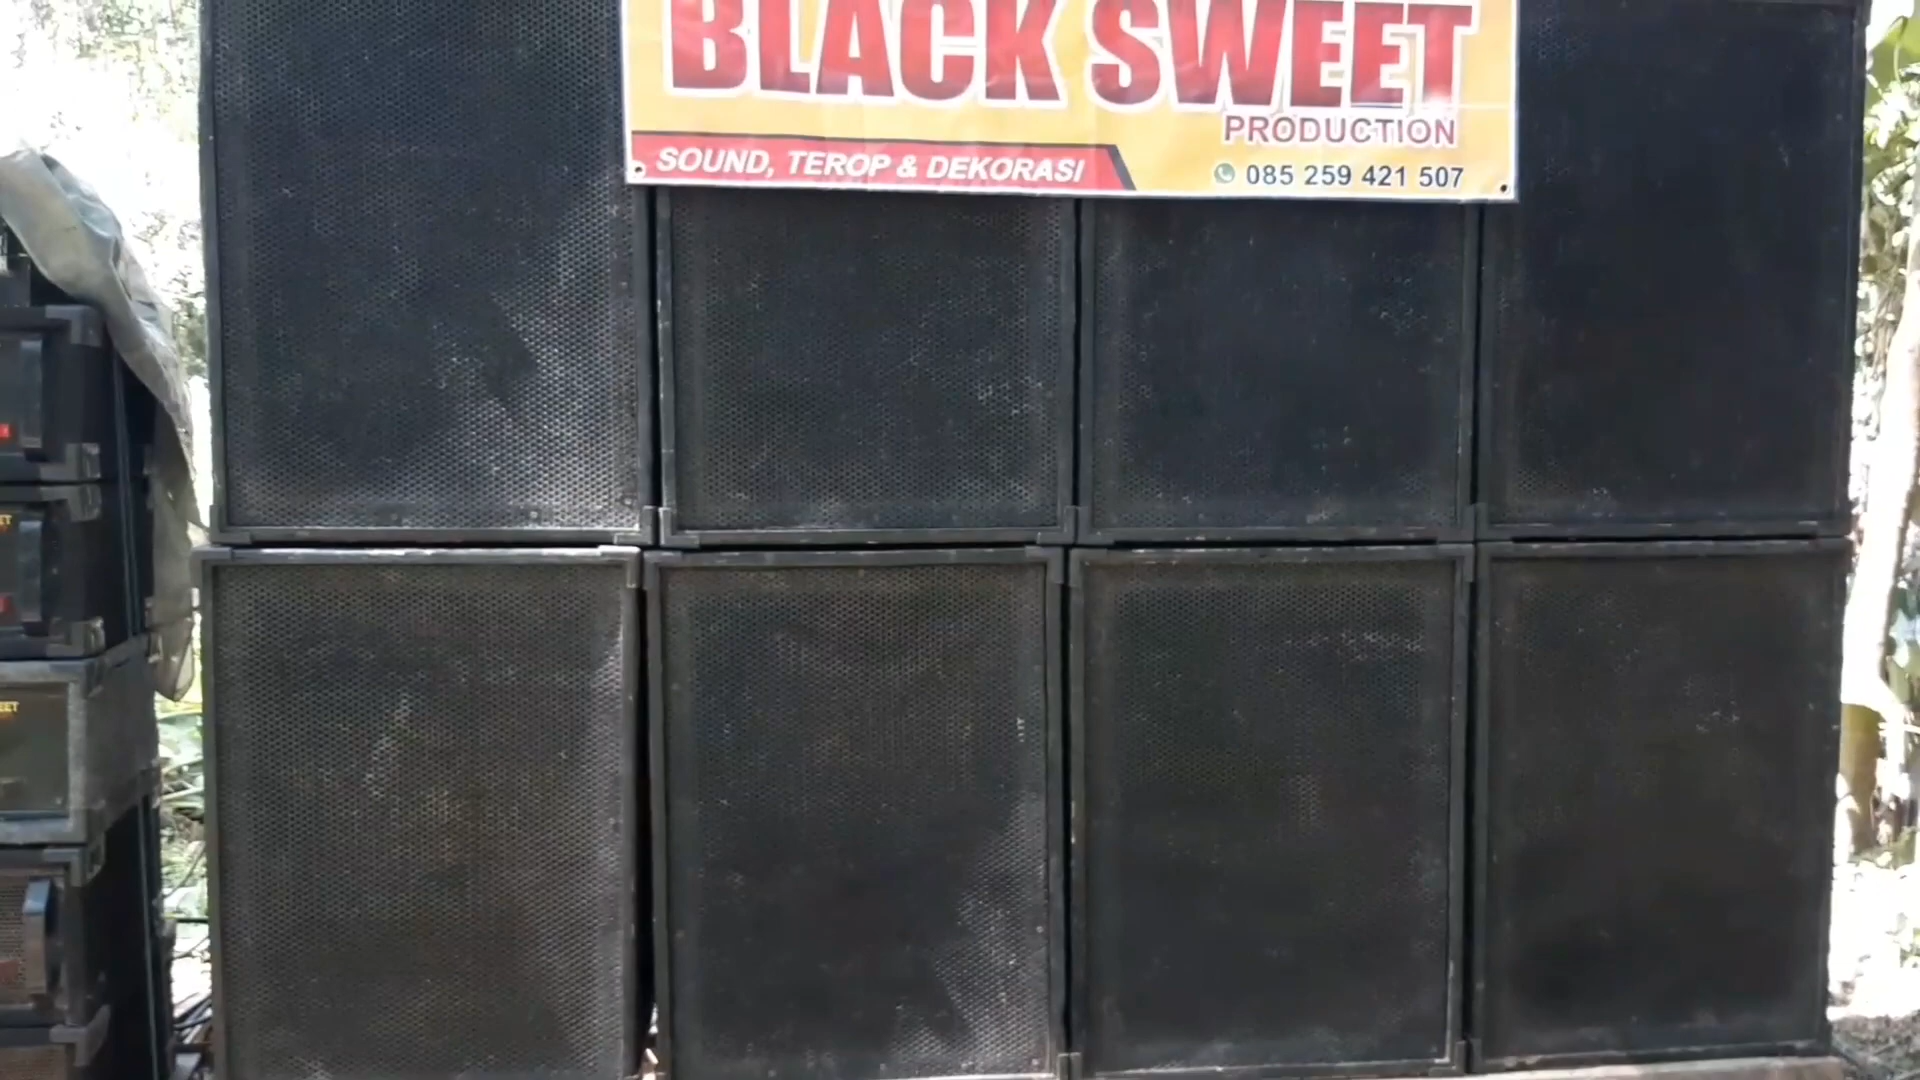 BLACK SWEET
PRODUCTION
SOUND, TEROP & DEKORASI
085 259 421 507